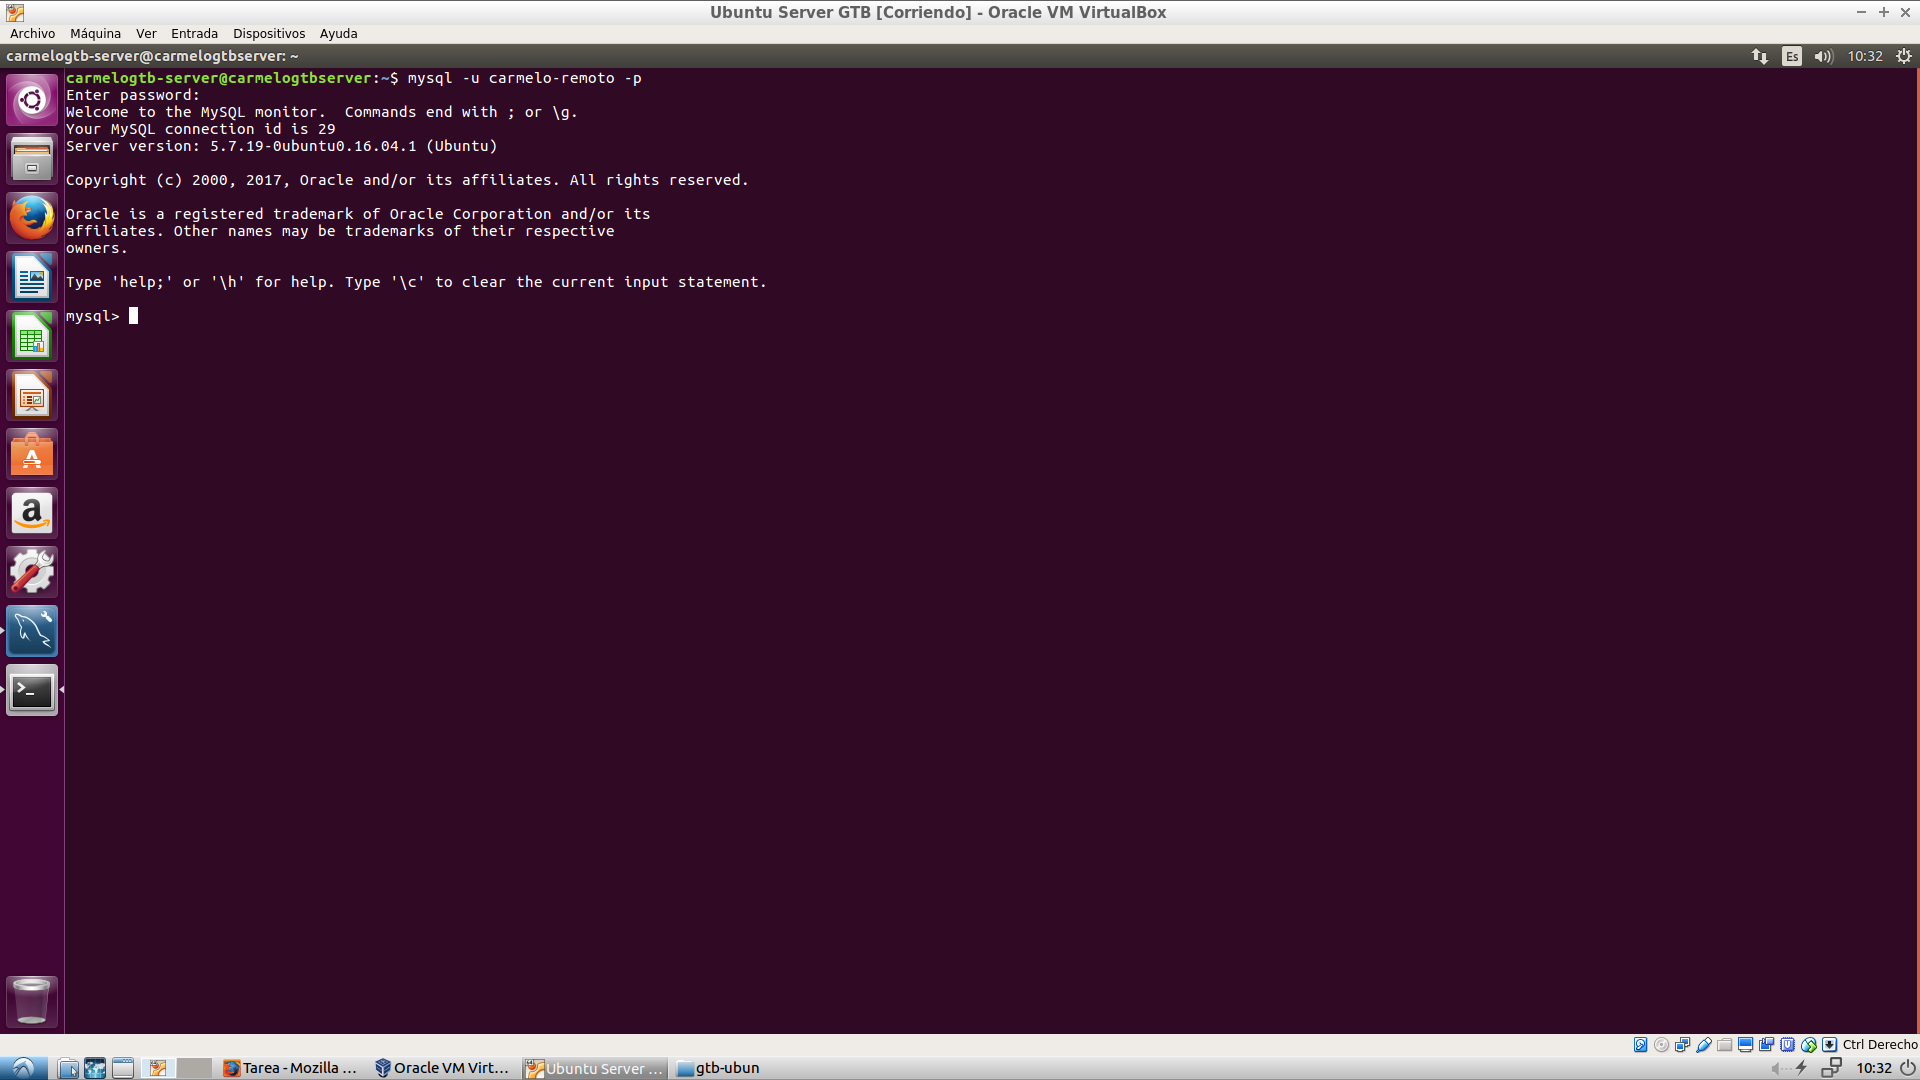 Ubuntu Server GTB [Corriendo] - Oracle VM VirtualBox
Archivo Máquina Ver Entrada Dispositivos Ayuda
carmelogtb-server@carmelogtbserver: ~
Es
10:32
carmelogtb-server@carmelogtbserver:~$ mysql -u carmelo-remoto -p
Enter password:
Welcome to the MySQL monitor.  Commands end with ; or \g.
Your MySQL connection id is 29
Server version: 5.7.19-0ubuntu0.16.04.1 (Ubuntu)
Copyright (c) 2000, 2017, Oracle and/or its affiliates. All rights reserved.
Oracle is a registered trademark of Oracle Corporation and/or its
affiliates. Other names may be trademarks of their respective
owners.
Type 'help;' or '\h' for help. Type '\c' to clear the current input statement.
mysql>
Ctrl Derecho
Tarea - Mozilla ...
Oracle VM Virt...
Ubuntu Server ...
gtb-ubun
10:32